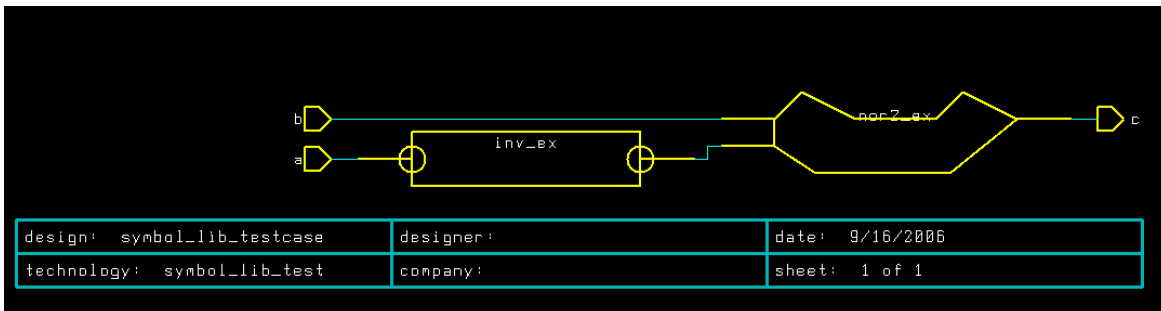 b
nor2_ex
c
inv_ex
a
design: symbol_lib_testcase designer: date: 9/16/2006
technology: symbol_lib_test company: sheet: 1 of 1